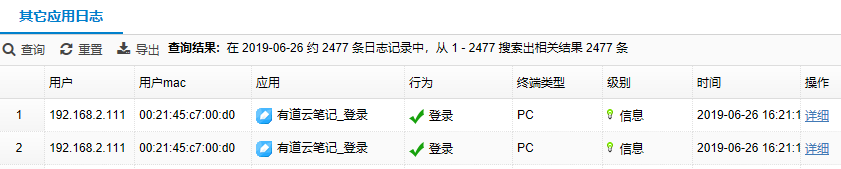 其它应用日志
查询 重置 导出 查询结果: 在 2019-06-26 约 2477 条日志记录中，从 1 - 2477 搜索出相关结果 2477 条
用户 用户mac 应用 行为 终端类型 级别 时间 操作
1 192.168.2.111 00:21:45:c7:00:d0 有道云笔记_登录 登录 PC 信息 2019-06-26 16:21:1 详细
2 192.168.2.111 00:21:45:c7:00:d0 有道云笔记_登录 登录 PC 信息 2019-06-26 16:21:1 详细